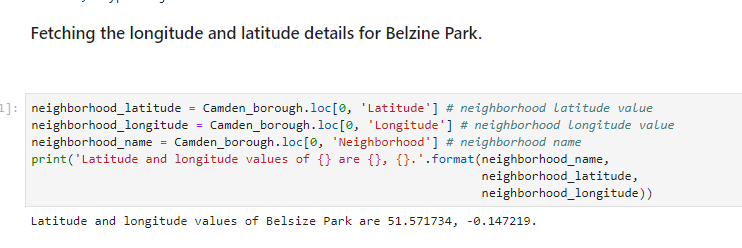 Fetching the longitude and latitude details for Belzine Park.
1]: neighborhood_latitude = Camden_borough.loc[0, 'Latitude'] # neighborhood latitude value
neighborhood_longitude = Camden_borough.loc[0, 'Longitude'] # neighborhood longitude value
neighborhood_name = Camden_borough.loc[0, 'Neighborhood'] # neighborhood name
print('Latitude and longitude values of {} are {}, {}.'.format(neighborhood_name,
neighborhood_latitude,
neighborhood_longitude))
Latitude and longitude values of Belsize Park are 51.571734, -0.147219.